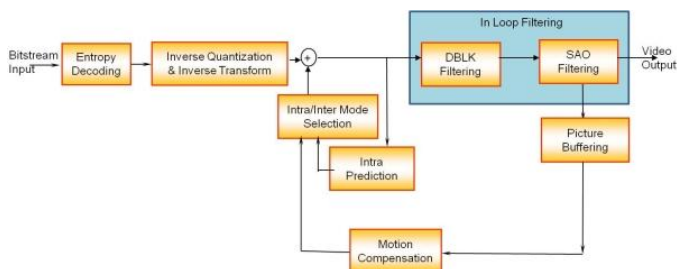 In Loop Filtering
Bitstream
Input
Entropy
Decoding
Inverse Quantization
& Inverse Transform
+
DBLK
Filtering
SAO
Filtering
Video
Output
Intra/Inter Mode
Selection
Picture
Buffering
Intra
Prediction
Motion
Compensation